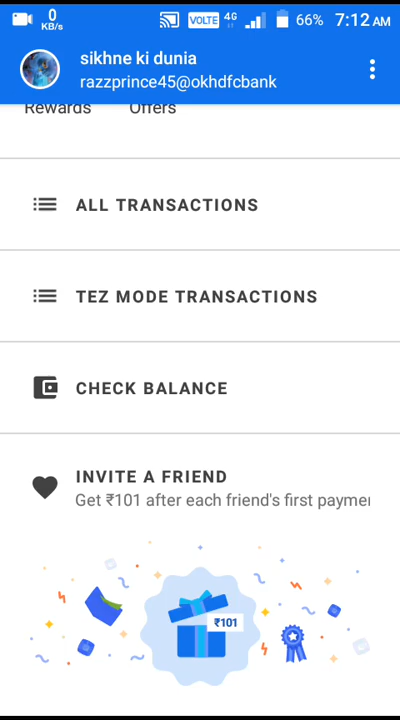 0 KB/s VOLTE 4G 66% 7:12 AM
sikhne ki dunia
razzprince45@okhdfcbank
Rewards Offers
ALL TRANSACTIONS
TEZ MODE TRANSACTIONS
CHECK BALANCE
INVITE A FRIEND
Get ₹101 after each friend's first paymen
₹101